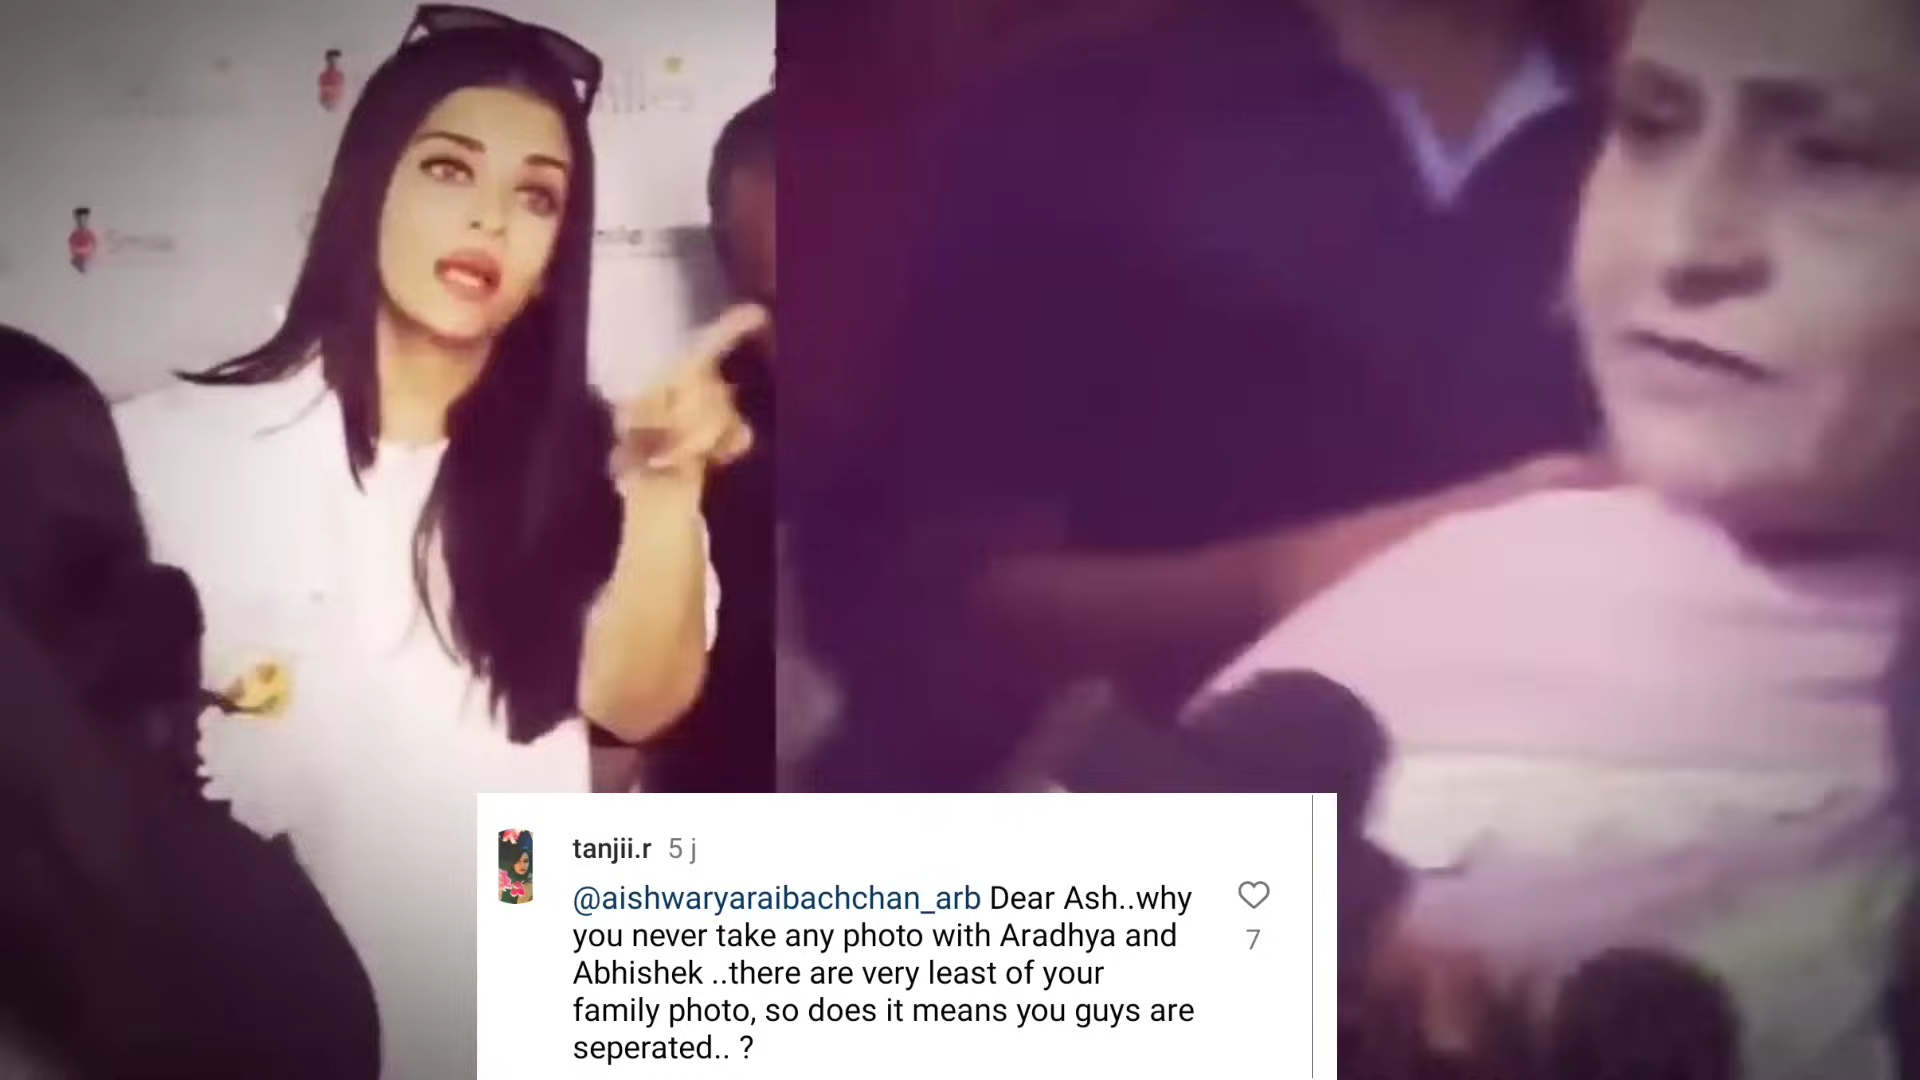 Smile
tanjii.r 5 j
@aishwaryaraibachchan_arb Dear Ash..why
you never take any photo with Aradhya and
Abhishek ..there are very least of your
family photo, so does it means you guys are
seperated.. ?
7